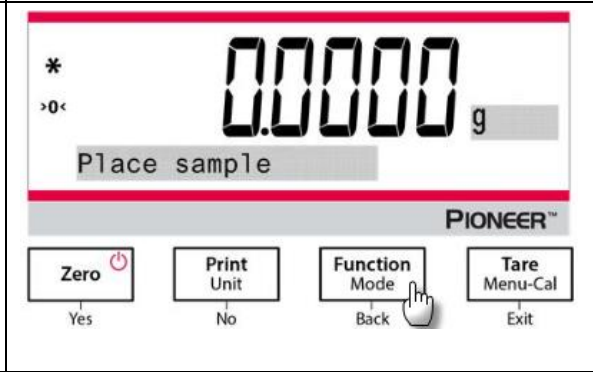 * 0.0000 g
>0<
Place sample
PIONEER™
Zero Print Function Tare
Unit Mode Menu-Cal
Yes No Back Exit